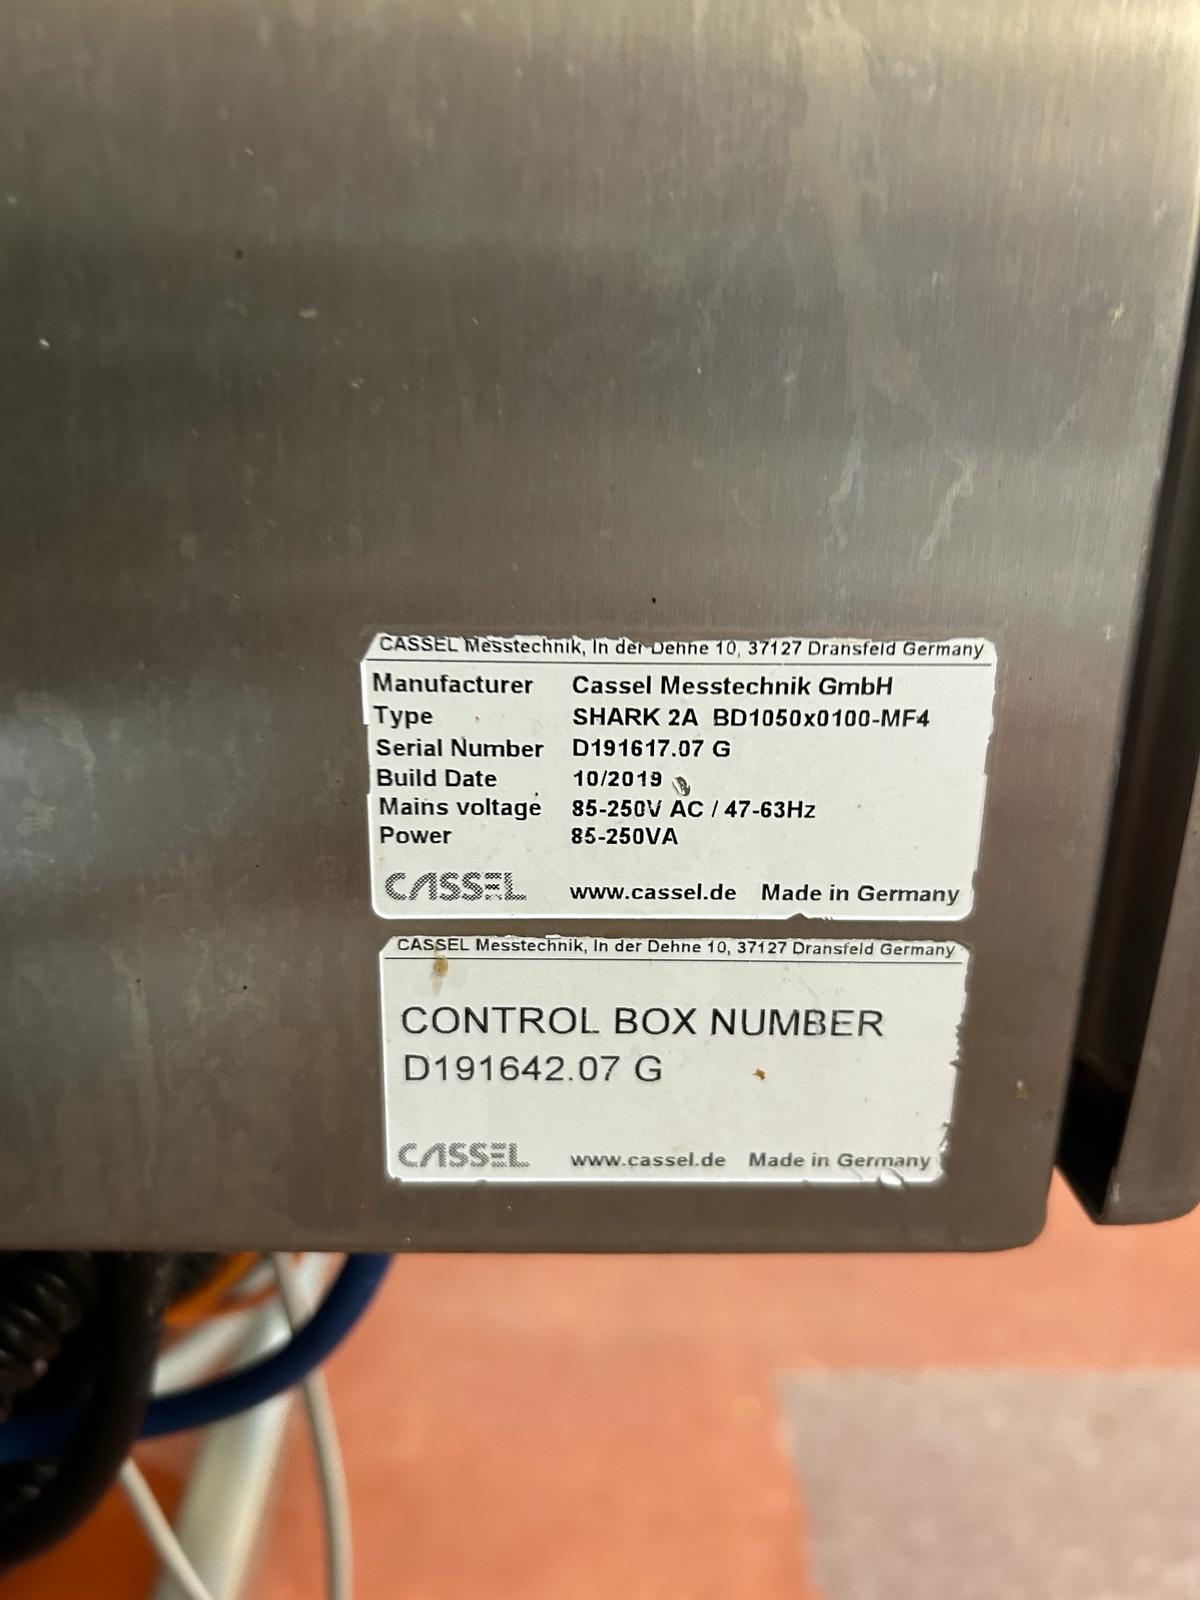 CASSEL Messtechnik, In der Dehne 10, 37127 Dransfeld Germany
Manufacturer Cassel Messtechnik GmbH
Type SHARK 2A BD1050x0100-MF4
Serial Number D191617.07 G
Build Date 10/2019
Mains voltage 85-250V AC / 47-63Hz
Power 85-250VA
CASSEL www.cassel.de Made in Germany
CASSEL Messtechnik, In der Dehne 10, 37127 Dransfeld Germany
CONTROL BOX NUMBER
D191642.07 G
CASSEL www.cassel.de Made in Germany